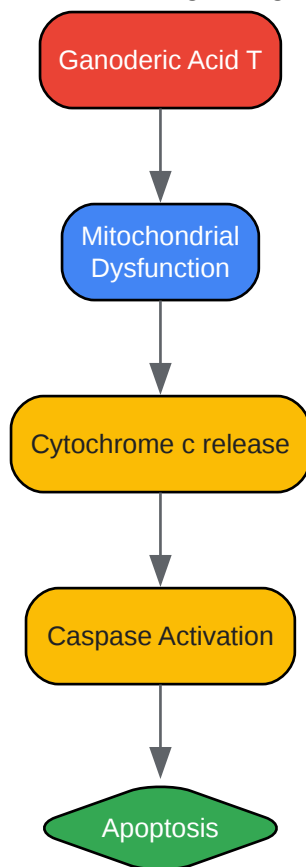 Ganoderic Acid T
Mitochondrial
Dysfunction
Cytochrome c release
Caspase Activation
Apoptosis